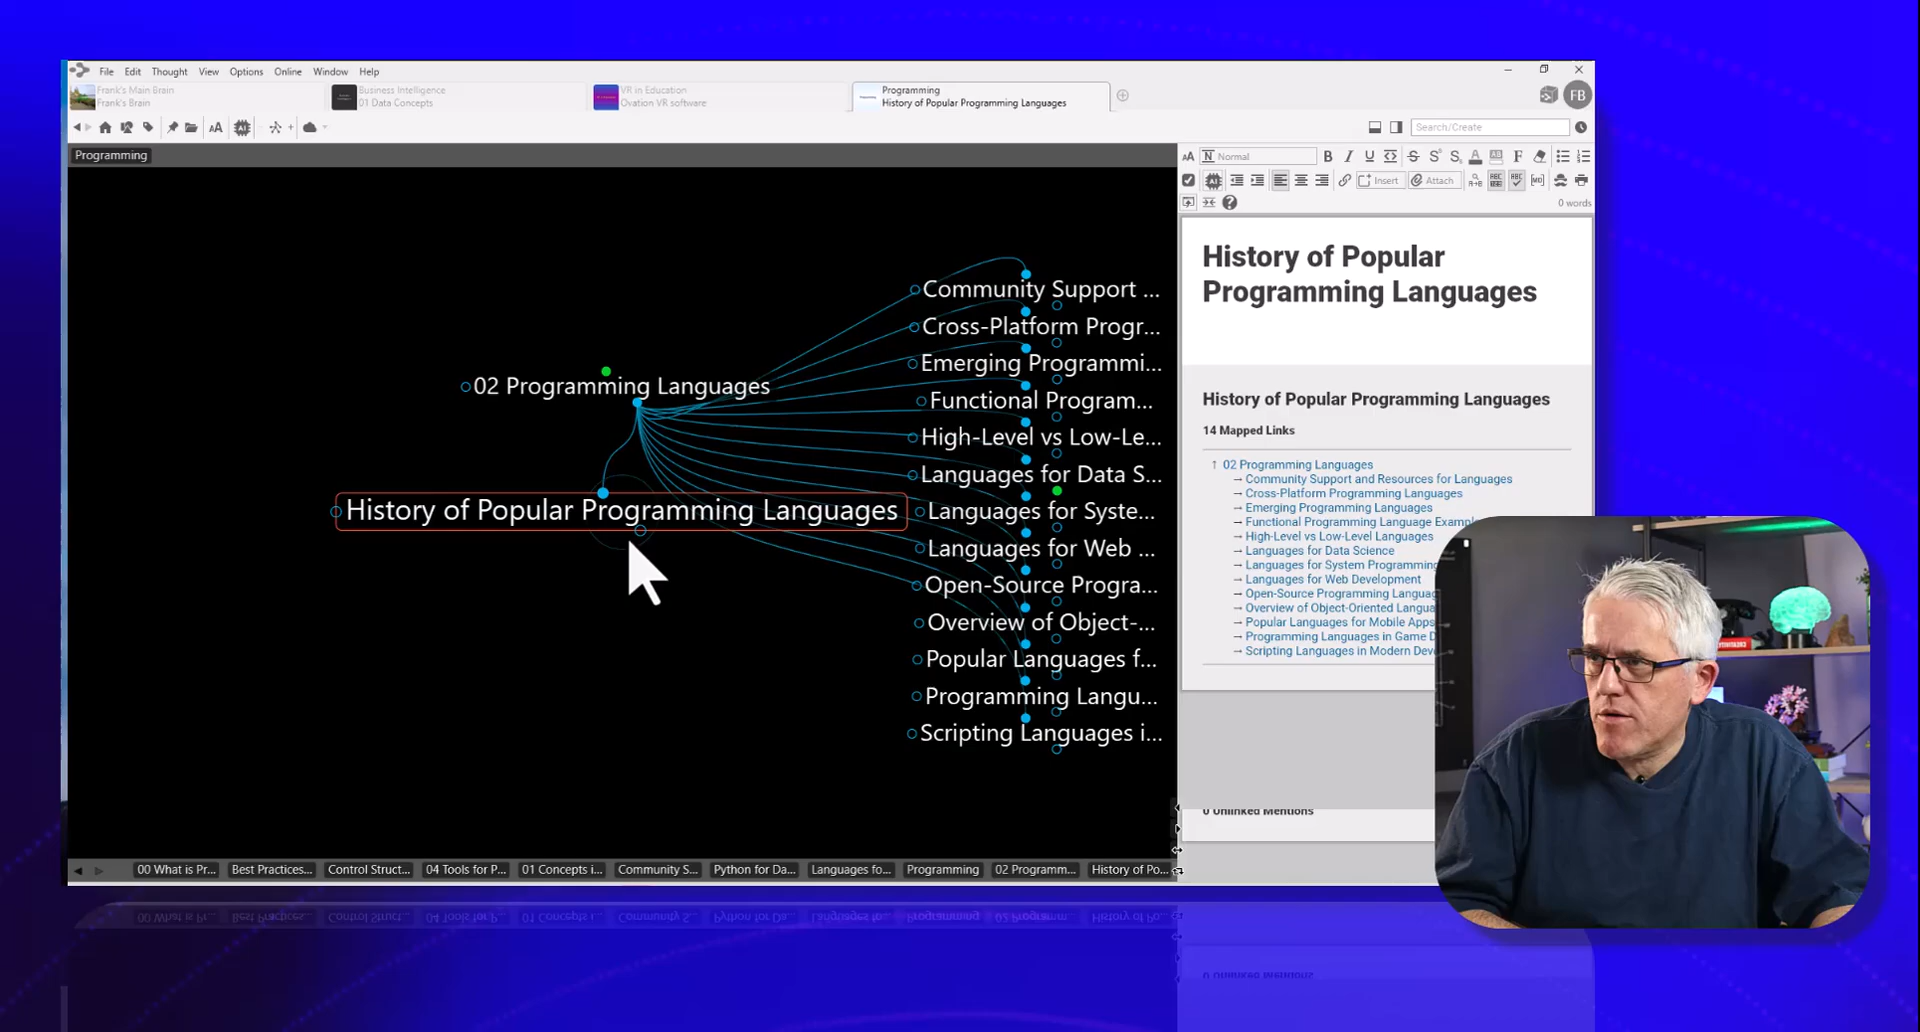 File Edit Thought View Options Online Window Help
Frank's Main Brain
Frank's Brain
Business Intelligence
01 Data Concepts
VR in Education
Ovation VR software
Programming
History of Popular Programming Languages
FB
Search/Create
Programming
Normal
Insert
Attach
0 words
02 Programming Languages
History of Popular Programming Languages
Community Support ...
Cross-Platform Progr...
Emerging Programmi...
Functional Program...
High-Level vs Low-Le...
Languages for Data S...
Languages for Syste...
Languages for Web ...
Open-Source Progra...
Overview of Object-...
Popular Languages f...
Programming Langu...
Scripting Languages i...
History of Popular
Programming Languages
History of Popular Programming Languages
14 Mapped Links
02 Programming Languages
Community Support and Resources for Languages
Cross-Platform Programming Languages
Emerging Programming Languages
Functional Programming Language Example
High-Level vs Low-Level Languages
Languages for Data Science
Languages for System Programming
Languages for Web Development
Open-Source Programming Languag
Overview of Object-Oriented Langua
Popular Languages for Mobile Apps
Programming Languages in Game D
Scripting Languages in Modern Dev
0 Unlinked Mentions
00 What is Pr... Best Practices... Control Struct... 04 Tools for P... 01 Concepts i... Community S... Python for Da... Languages fo... Programming 02 Programm... History of Po...